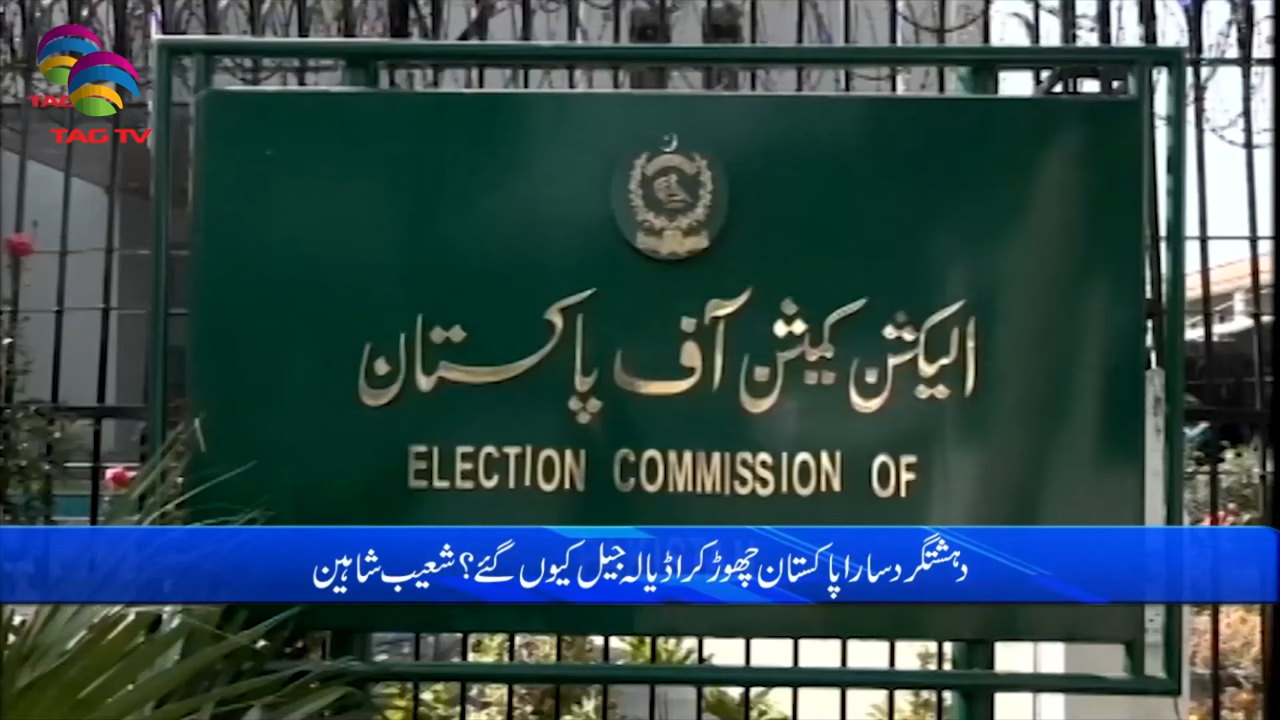 TAG
TAG TV
الیکشن کمیشن آف پاکستان
ELECTION COMMISSION OF
دہشتگرد سارا پاکستان چھوڑ کر اڈیالہ جیل کیوں گئے؟ شعیب شاہین